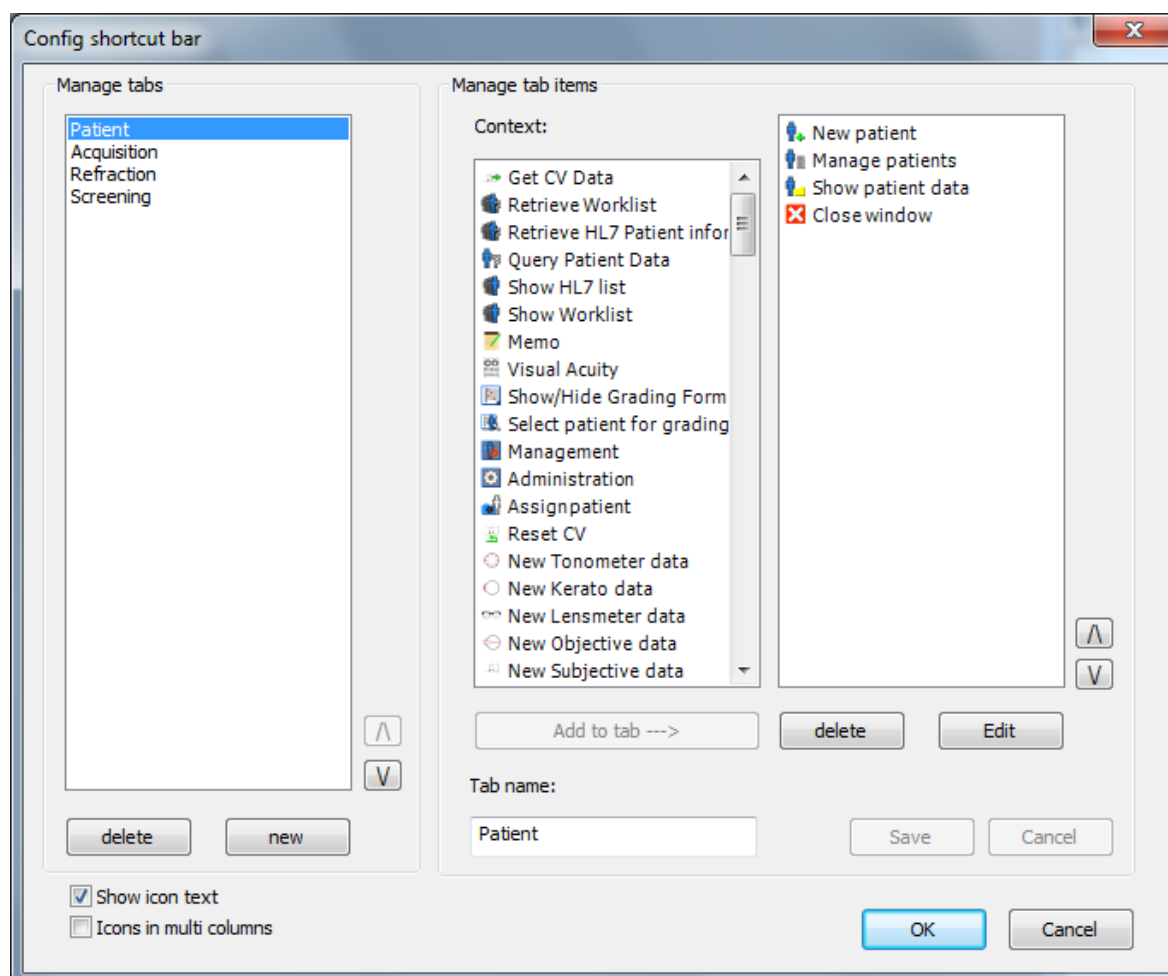 Config shortcut bar
Manage tabs
Patient
Acquisition
Refraction
Screening
/\
\/
delete
new
Manage tab items
Context:
Get CV Data
Retrieve Worklist
Retrieve HL7 Patient infor
Query Patient Data
Show HL7 list
Show Worklist
Memo
Visual Acuity
Show/Hide Grading Form
Select patient for grading
Management
Administration
Assign patient
Reset CV
New Tonometer data
New Kerato data
New Lensmeter data
New Objective data
New Subjective data
New patient
Manage patients
Show patient data
Close window
/\
\/
Add to tab --->
delete
Edit
Tab name:
Patient
Save
Cancel
Show icon text
Icons in multi columns
OK
Cancel